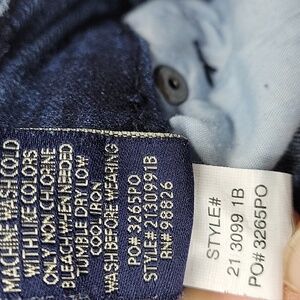 MACHINE WASH COLD
WITH LIKE COLORS
ONLY NON CHLORINE
BLEACH WHEN NEEDED
TUMBLE DRY LOW
COOL IRON
WASH BEFORE WEARING
PO# 3265PO
STYLE# 2130991B
RN# 98826
STYLE#
21 3099 1B
PO# 3265PO